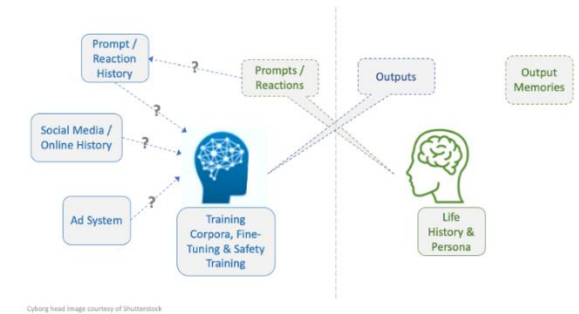 Prompt /
Reaction
History
?
Prompts /
Reactions
Outputs
Output
Memories
?
Social Media /
Online History
?
Ad System
?
Training
Corpora, Fine-
Tuning & Safety
Training
Life
History &
Persona
Cyborg head image courtesy of Shutterstock